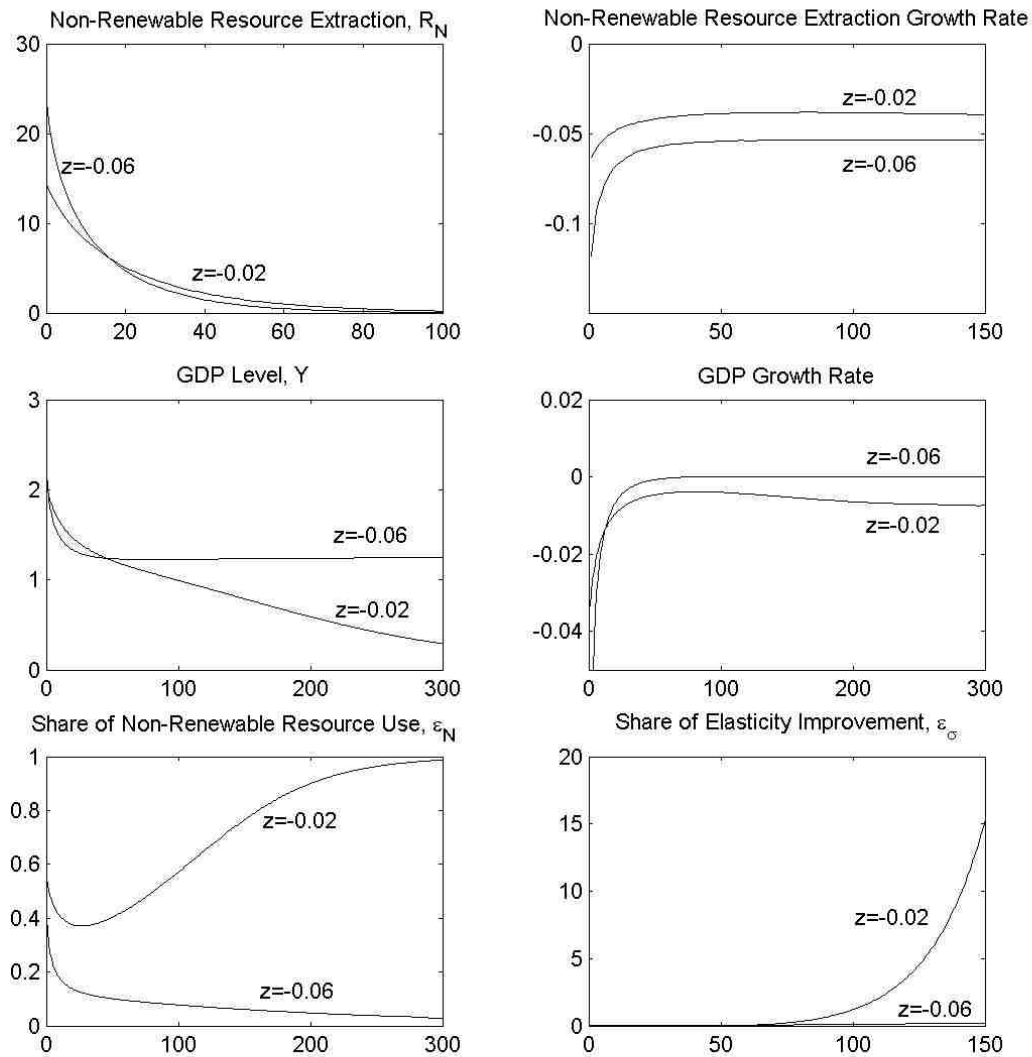 Non-Renewable Resource Extraction, R_N
30
20
10
0
z=-0.06
z=-0.02
0 20 40 60 80 100
Non-Renewable Resource Extraction Growth Rate
0
-0.05
-0.1
z=-0.02
z=-0.06
0 50 100 150
GDP Level, Y
3
2
1
0
z=-0.06
z=-0.02
0 100 200 300
GDP Growth Rate
0.02
0
-0.02
-0.04
z=-0.06
z=-0.02
0 100 200 300
Share of Non-Renewable Resource Use, ε_N
1
0.8
0.6
0.4
0.2
0
z=-0.02
z=-0.06
0 100 200 300
Share of Elasticity Improvement, ε_σ
20
15
10
5
0
z=-0.02
z=-0.06
0 50 100 150